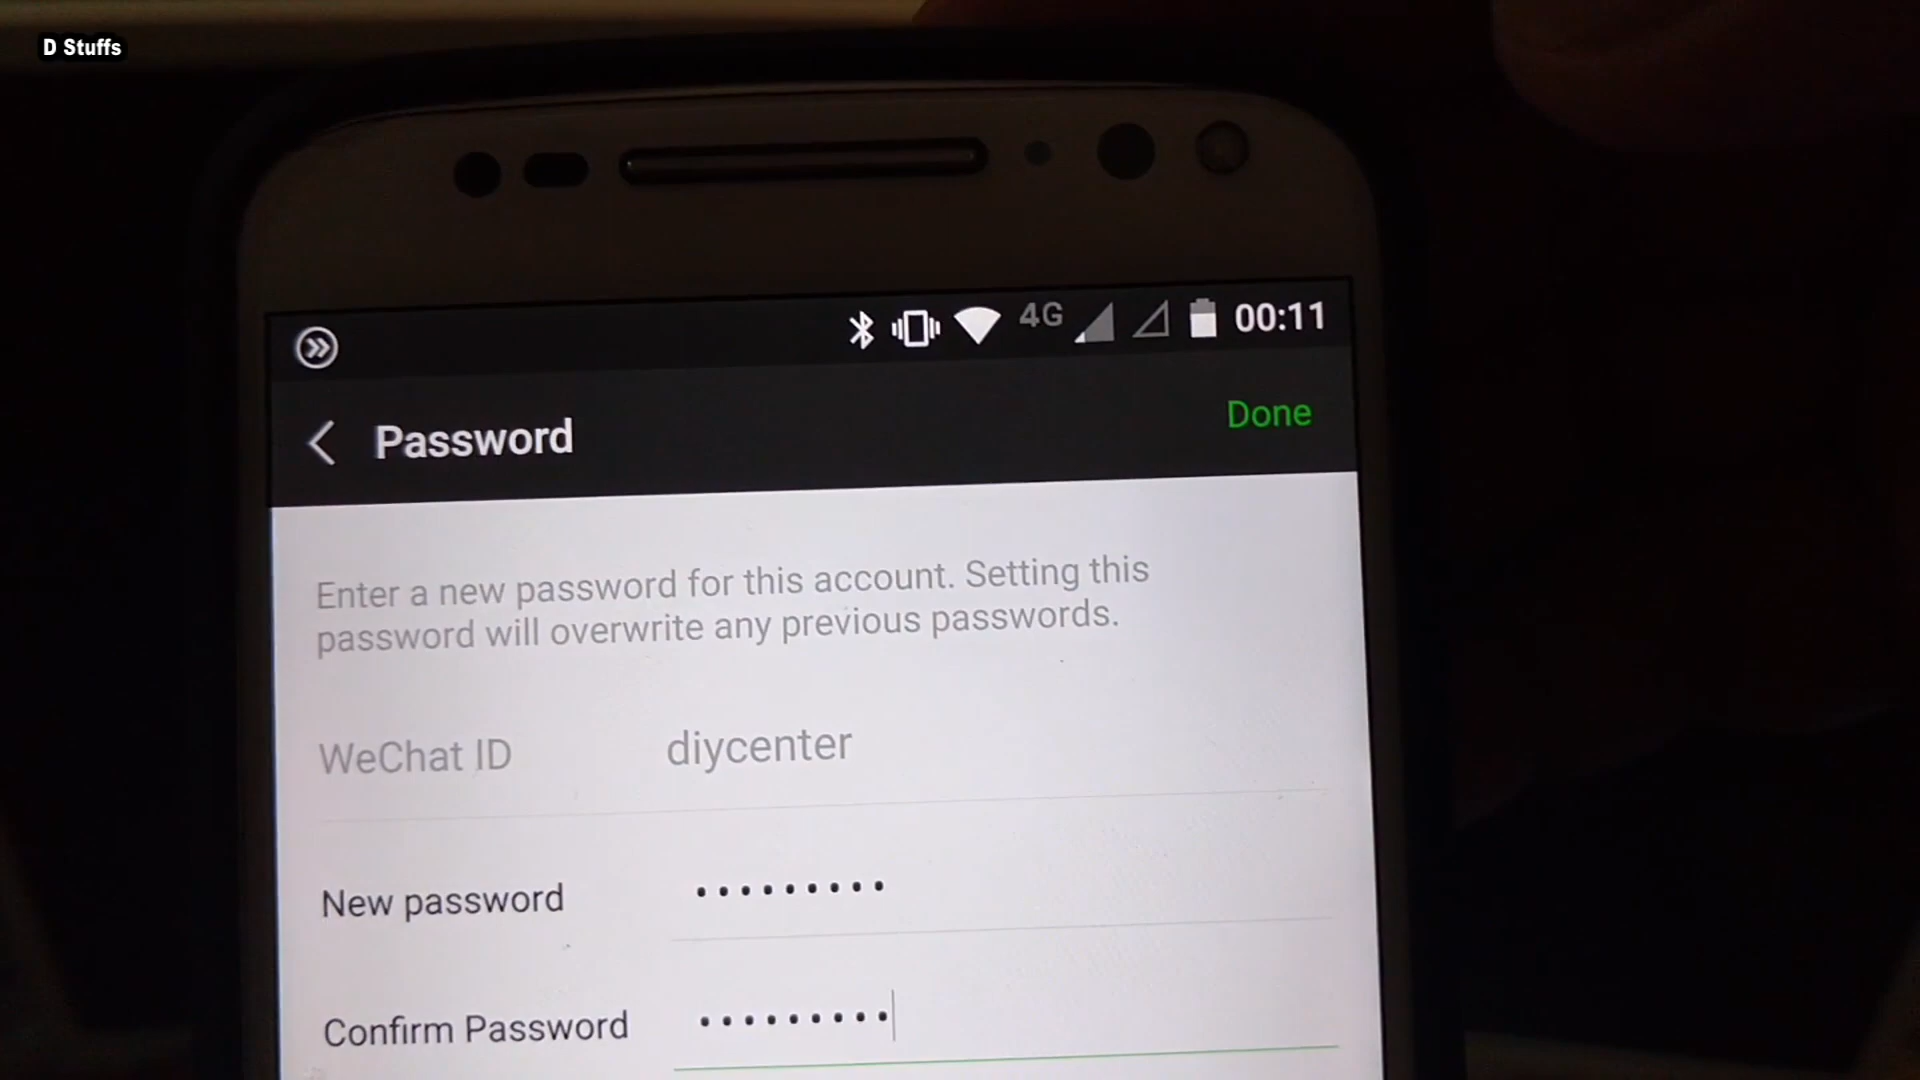 D Stuffs
4G 00:11
Password
Done
Enter a new password for this account. Setting this
password will overwrite any previous passwords.
WeChat ID diycenter
New password •••••••••
Confirm Password •••••••••